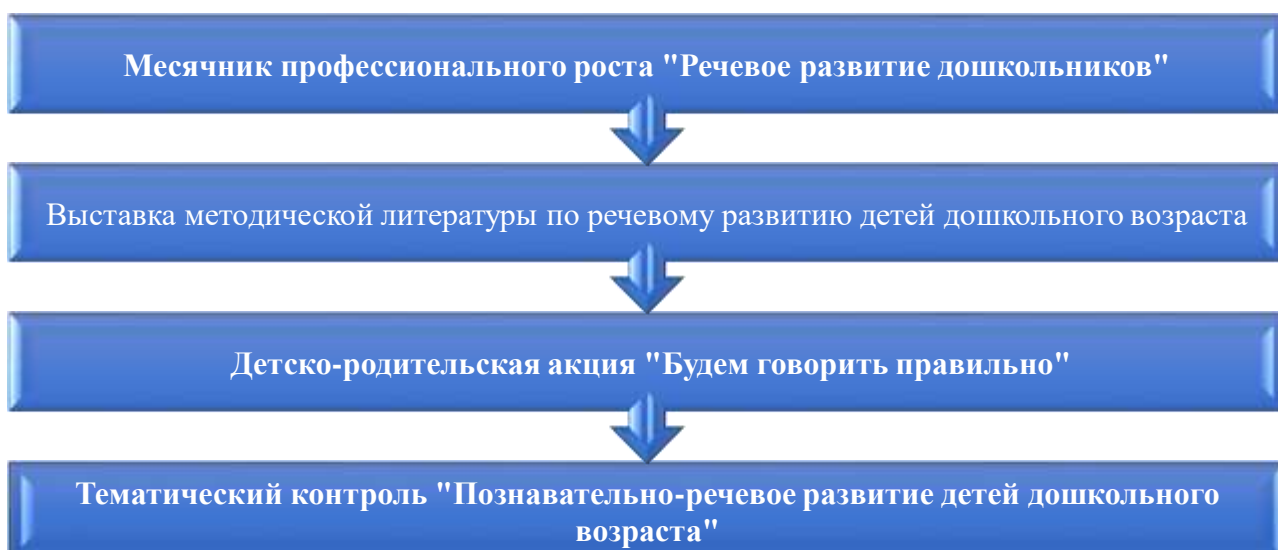 Месячник профессионального роста "Речевое развитие дошкольников"
Выставка методической литературы по речевому развитию детей дошкольного возраста
Детско-родительская акция "Будем говорить правильно"
Тематический контроль "Познавательно-речевое развитие детей дошкольного
возраста"